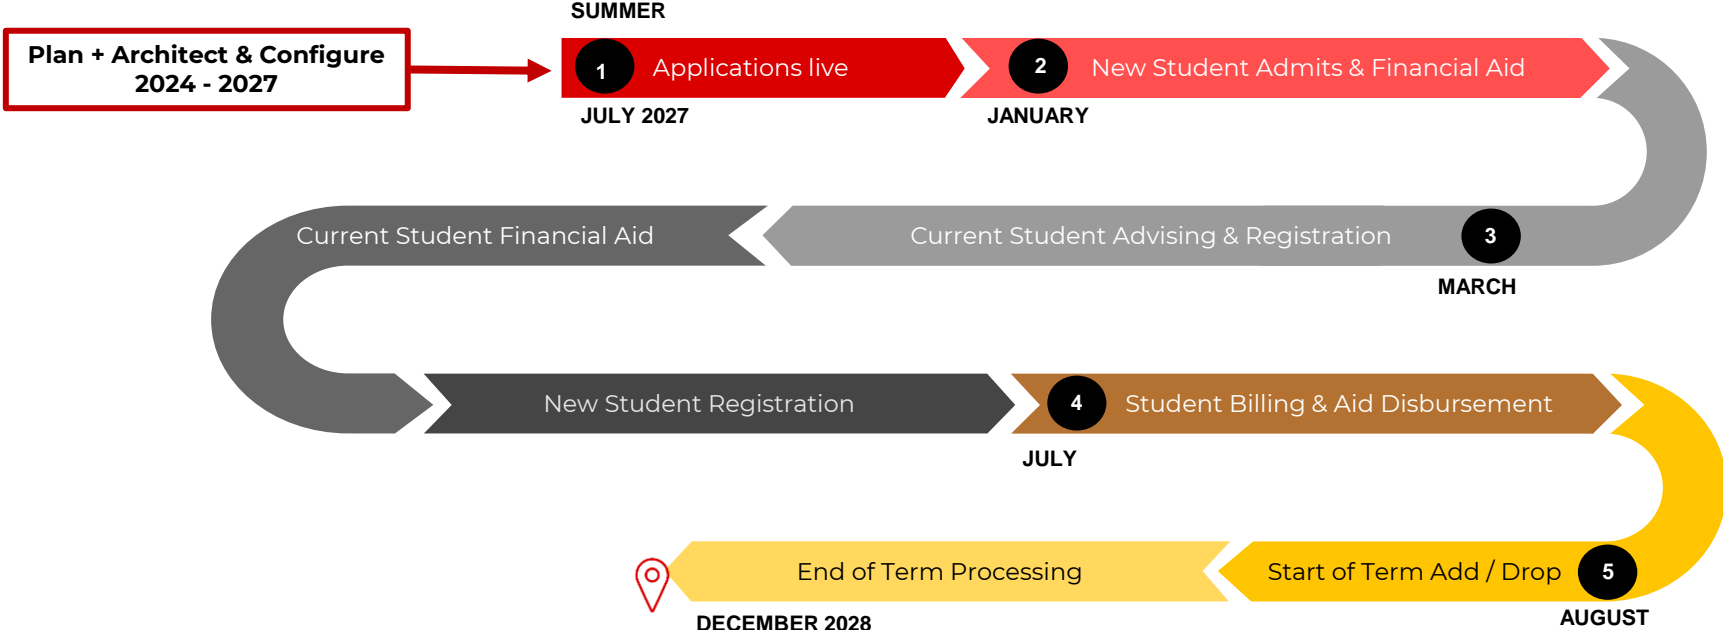 SUMMER
Plan + Architect & Configure
2024 - 2027
1
Applications live
2
New Student Admits & Financial Aid
JULY 2027
JANUARY
Current Student Financial Aid
Current Student Advising & Registration
3
MARCH
New Student Registration
4
Student Billing & Aid Disbursement
JULY
End of Term Processing
Start of Term Add / Drop
5
DECEMBER 2028
AUGUST